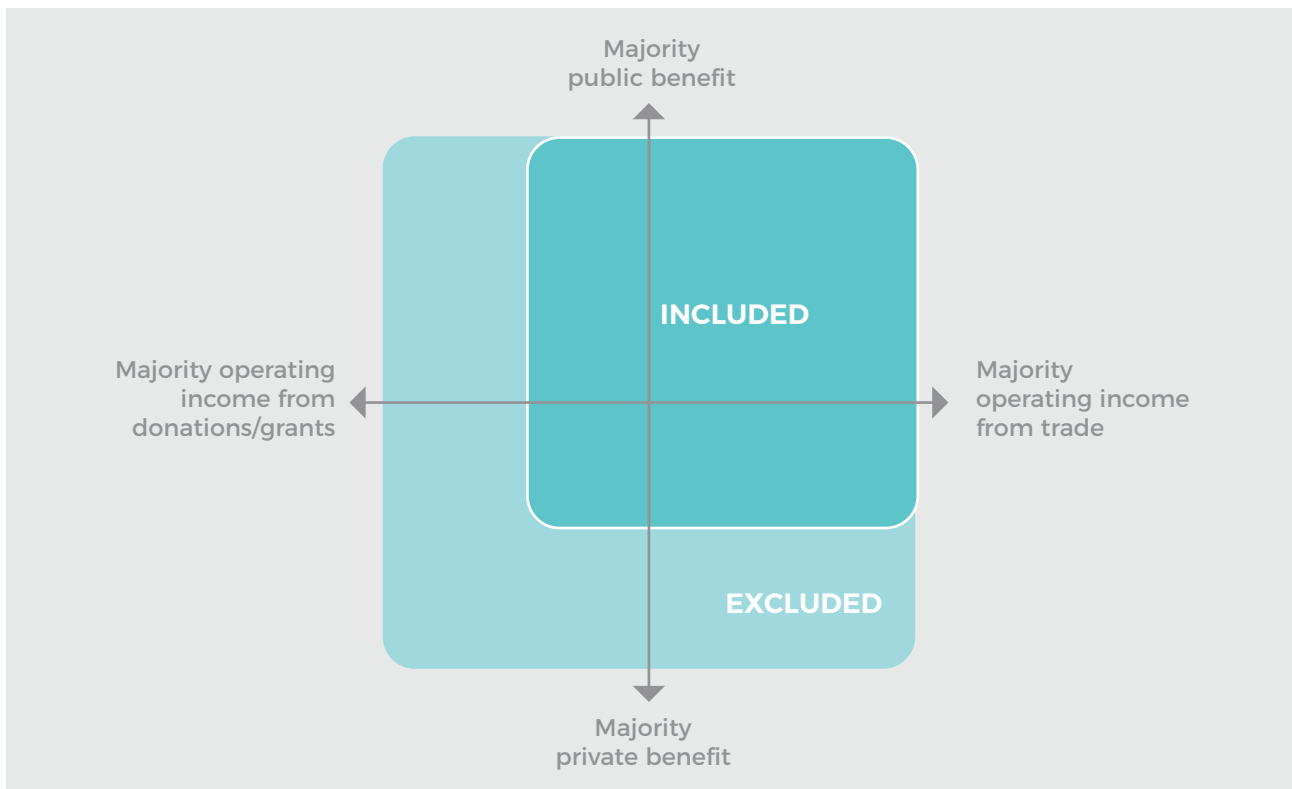 Majority
public benefit
INCLUDED
Majority operating
income from
donations/grants
Majority
operating income
from trade
EXCLUDED
Majority
private benefit